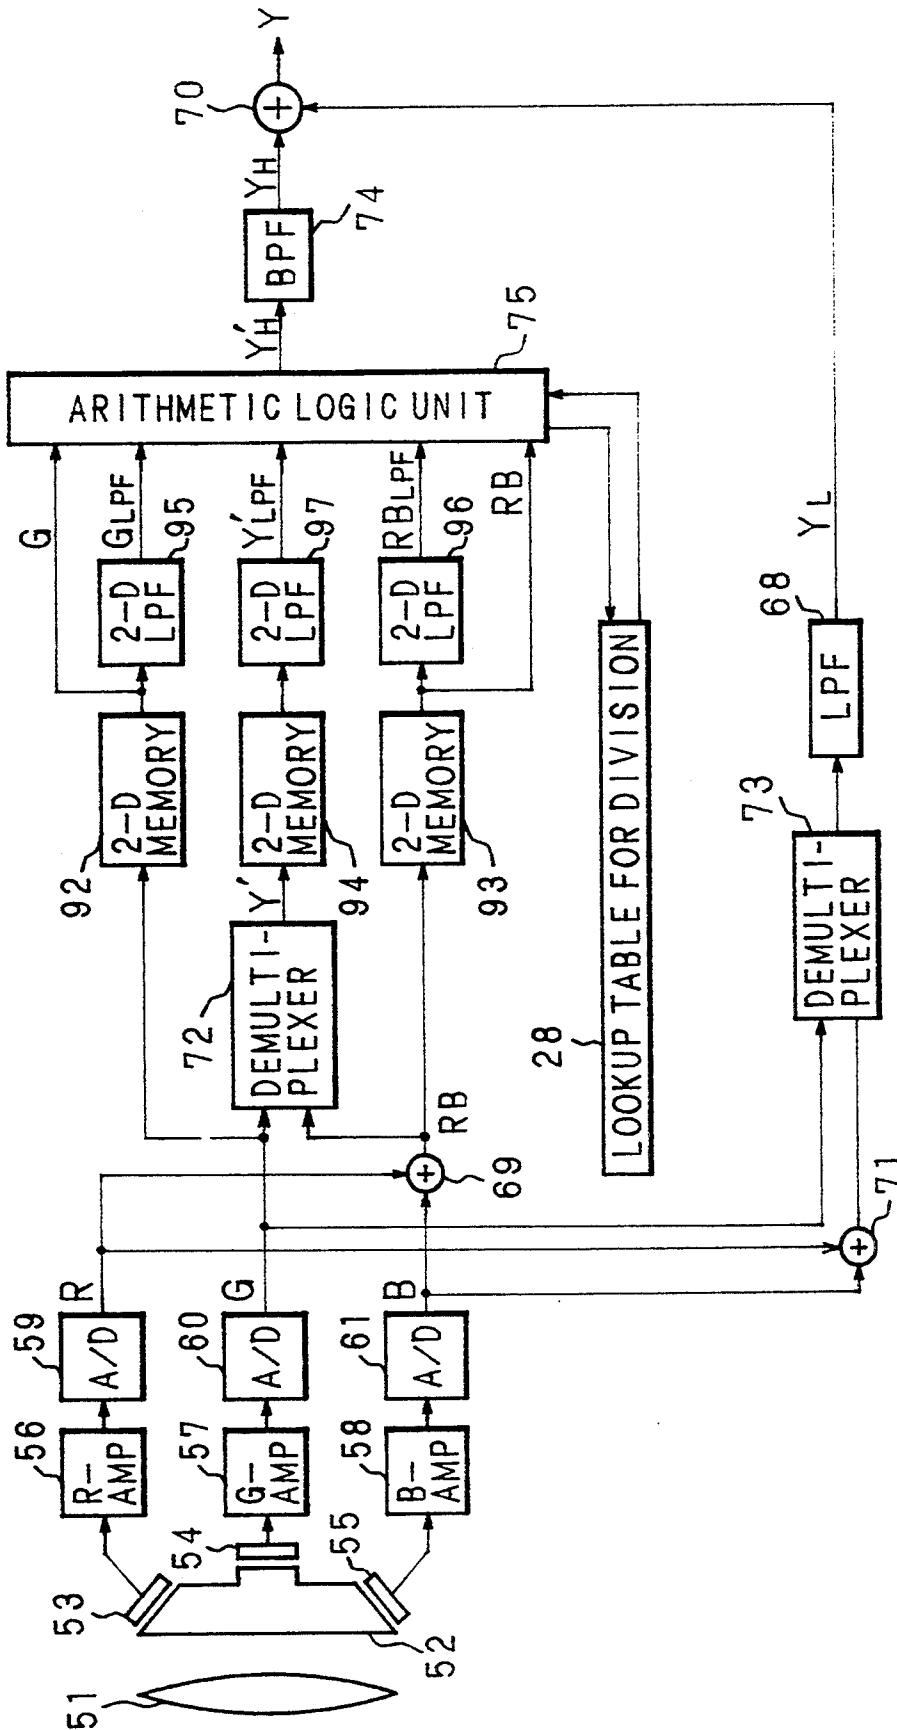 51
52
53
54
55
56
R-
AMP
57
G-
AMP
58
B-
AMP
59
A/D
R
60
A/D
G
61
A/D
B
69
RB
71
72
DEMULTI-
PLEXER
Y'
92
2-D
MEMORY
94
2-D
MEMORY
93
2-D
MEMORY
G
2-D
LPF
95
GLPF
2-D
LPF
97
Y'LPF
2-D
LPF
96
RBLPF
RB
ARITHMETIC LOGIC UNIT
75
Y'H
BPF
74
YH
70
Y
28
LOOKUP TABLE FOR DIVISION
73
DEMULTI-
PLEXER
68
LPF
YL